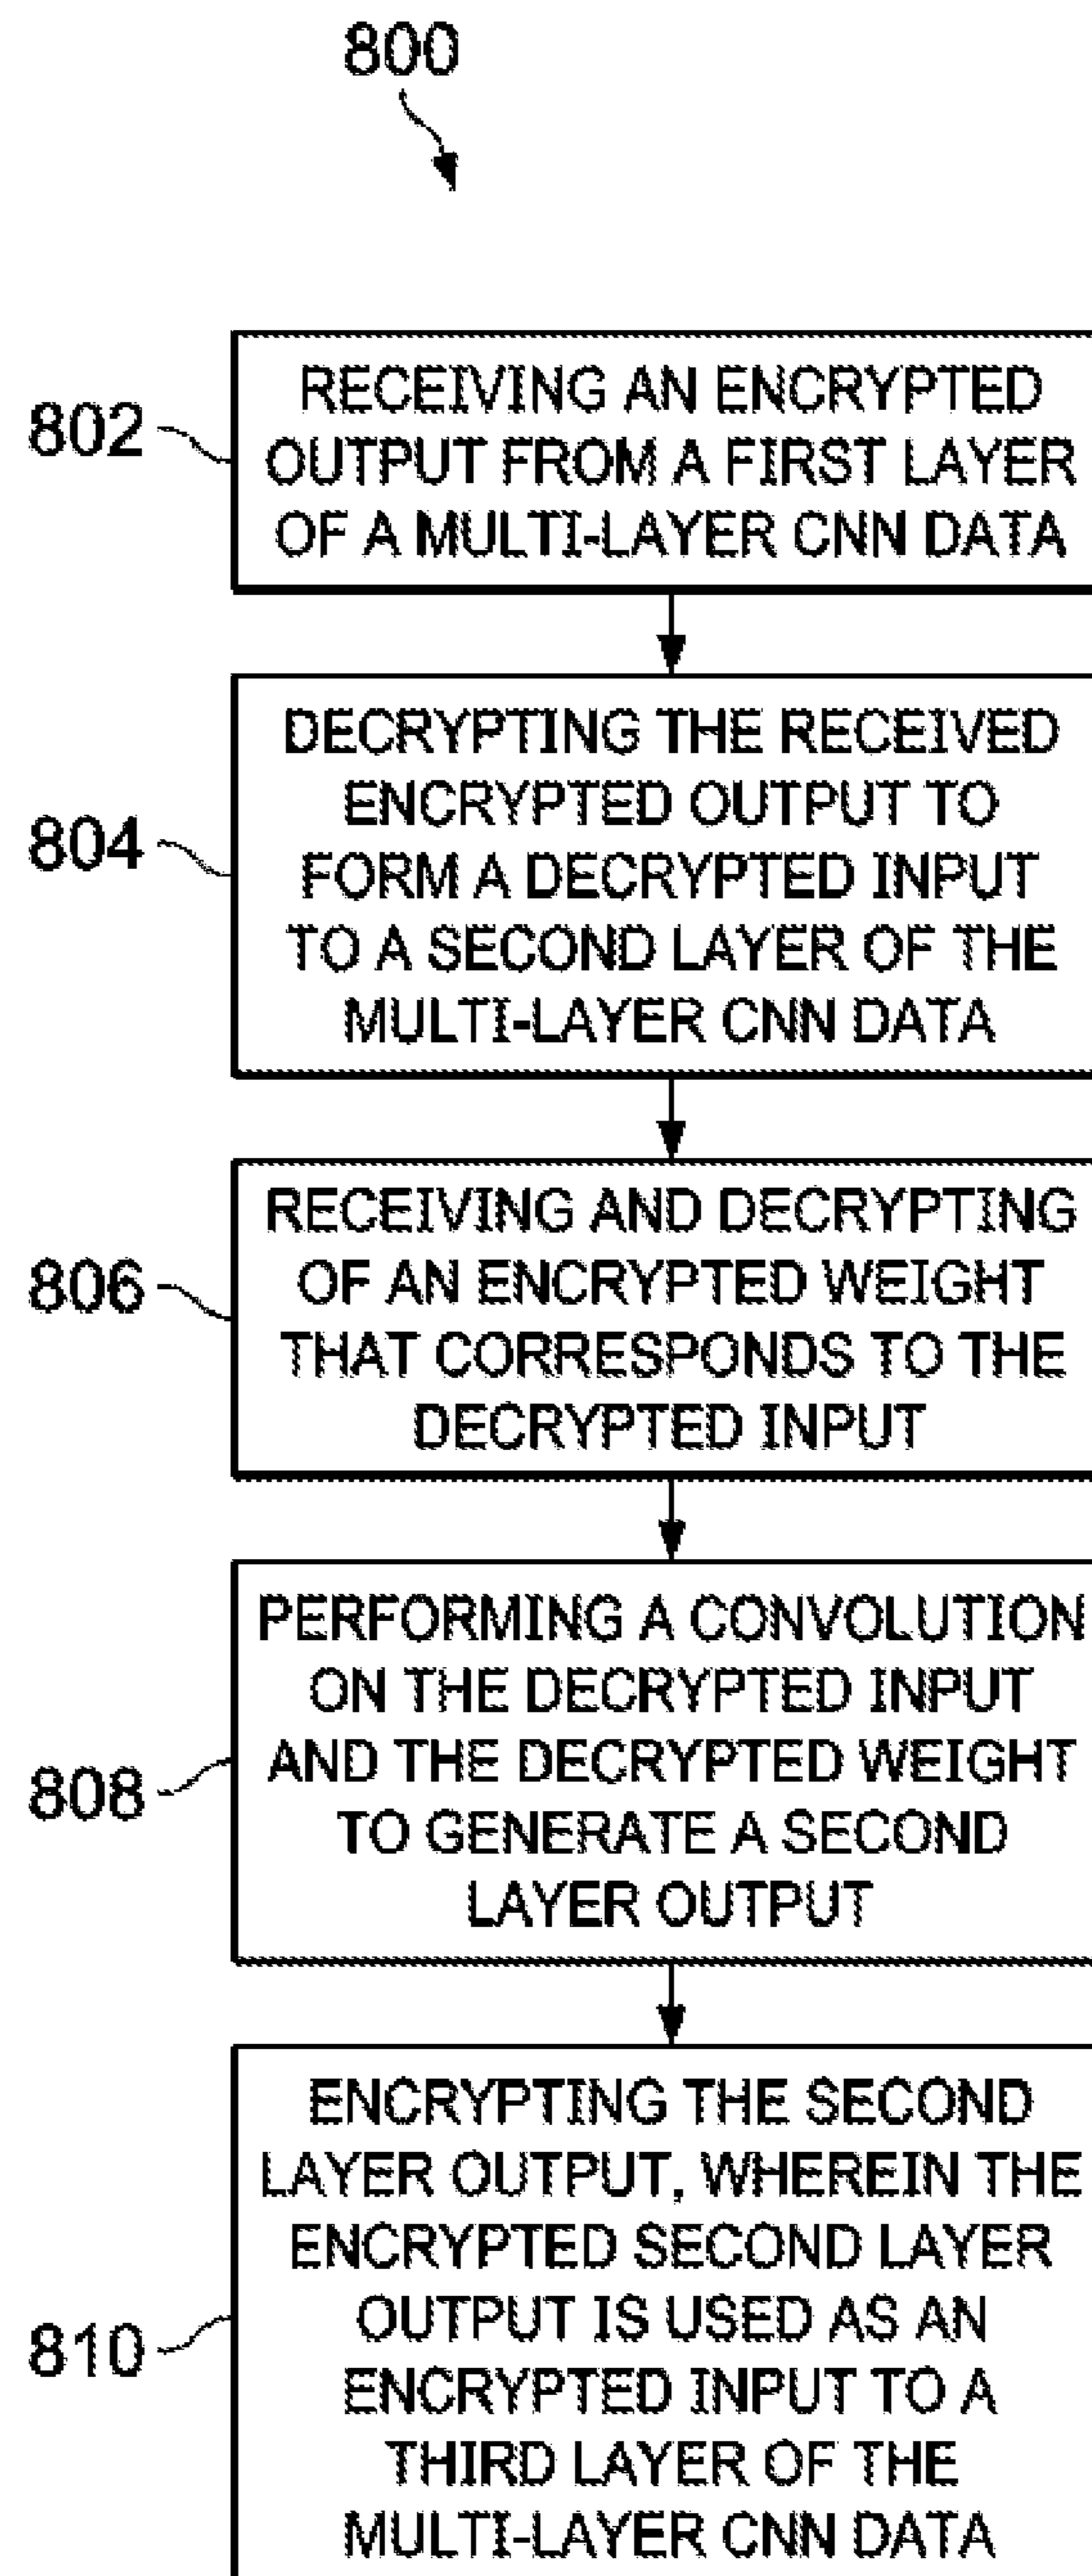 800
802
RECEIVING AN ENCRYPTED
OUTPUT FROM A FIRST LAYER
OF A MULTI-LAYER CNN DATA
804
DECRYPTING THE RECEIVED
ENCRYPTED OUTPUT TO
FORM A DECRYPTED INPUT
TO A SECOND LAYER OF THE
MULTI-LAYER CNN DATA
806
RECEIVING AND DECRYPTING
OF AN ENCRYPTED WEIGHT
THAT CORRESPONDS TO THE
DECRYPTED INPUT
808
PERFORMING A CONVOLUTION
ON THE DECRYPTED INPUT
AND THE DECRYPTED WEIGHT
TO GENERATE A SECOND
LAYER OUTPUT
810
ENCRYPTING THE SECOND
LAYER OUTPUT, WHEREIN THE
ENCRYPTED SECOND LAYER
OUTPUT IS USED AS AN
ENCRYPTED INPUT TO A
THIRD LAYER OF THE
MULTI-LAYER CNN DATA